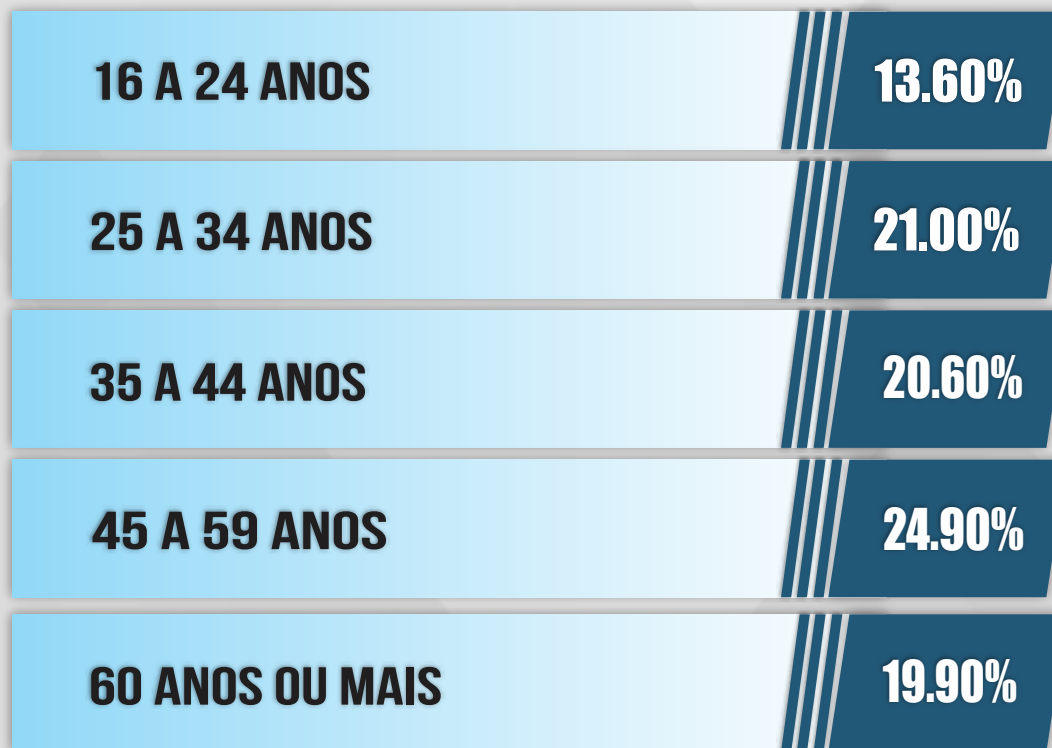 16 A 24 ANOS 13.60%
25 A 34 ANOS 21.00%
35 A 44 ANOS 20.60%
45 A 59 ANOS 24.90%
60 ANOS OU MAIS 19.90%